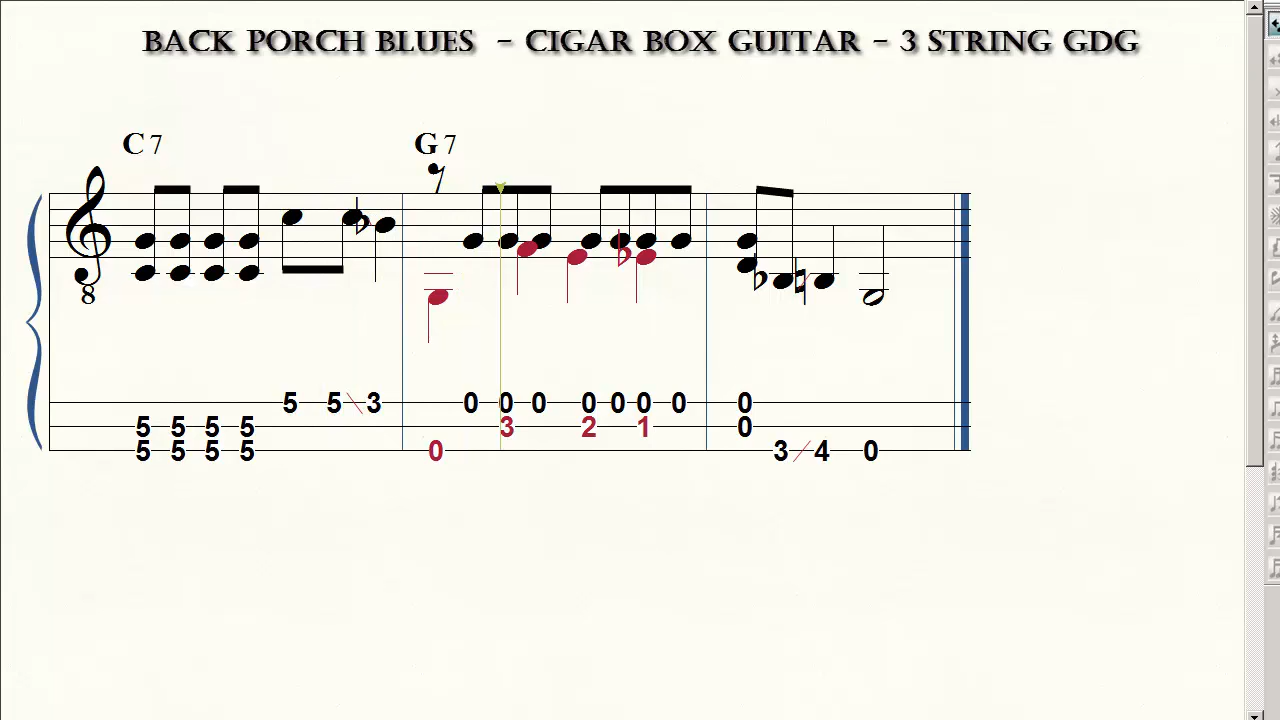 BACK PORCH BLUES - CIGAR BOX GUITAR - 3 STRING GDG
C7 G7
8
5 5 3 0 0 0 0 0 0 0 0
5 5 5 5 3 2 1 0
5 5 5 5 0 3 4 0